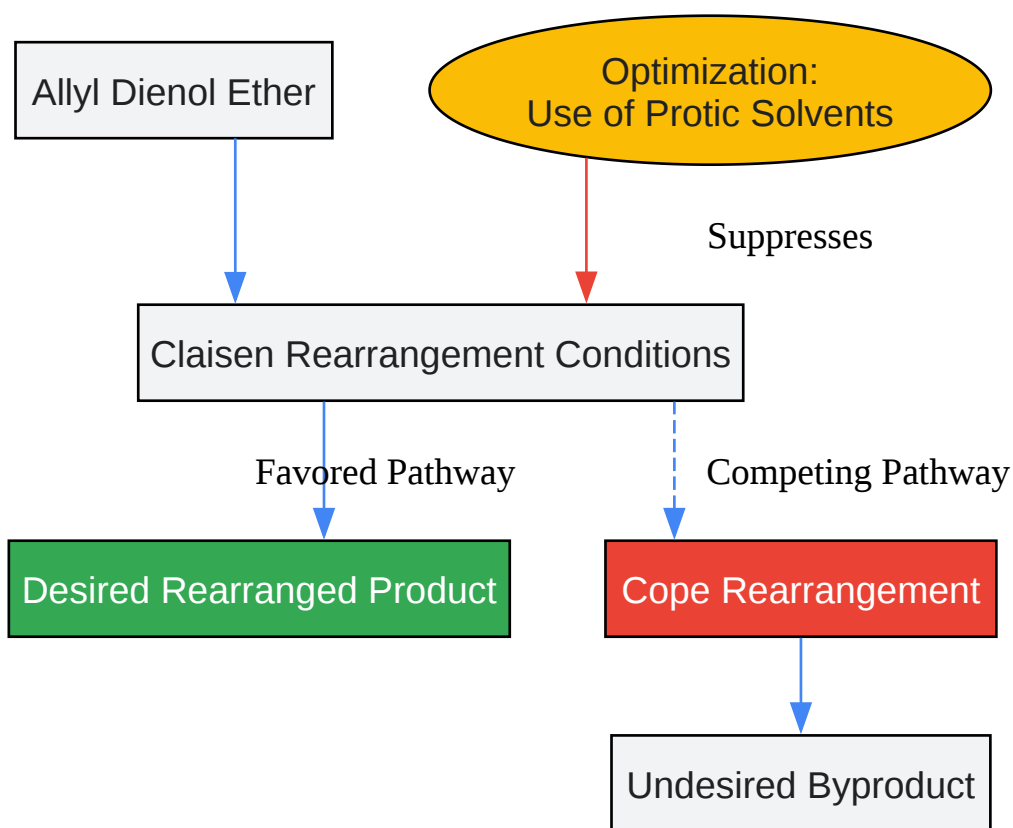 Allyl Dienol Ether
Optimization:
Use of Protic Solvents
Suppresses
Claisen Rearrangement Conditions
Favored Pathway
Competing Pathway
Desired Rearranged Product
Cope Rearrangement
Undesired Byproduct